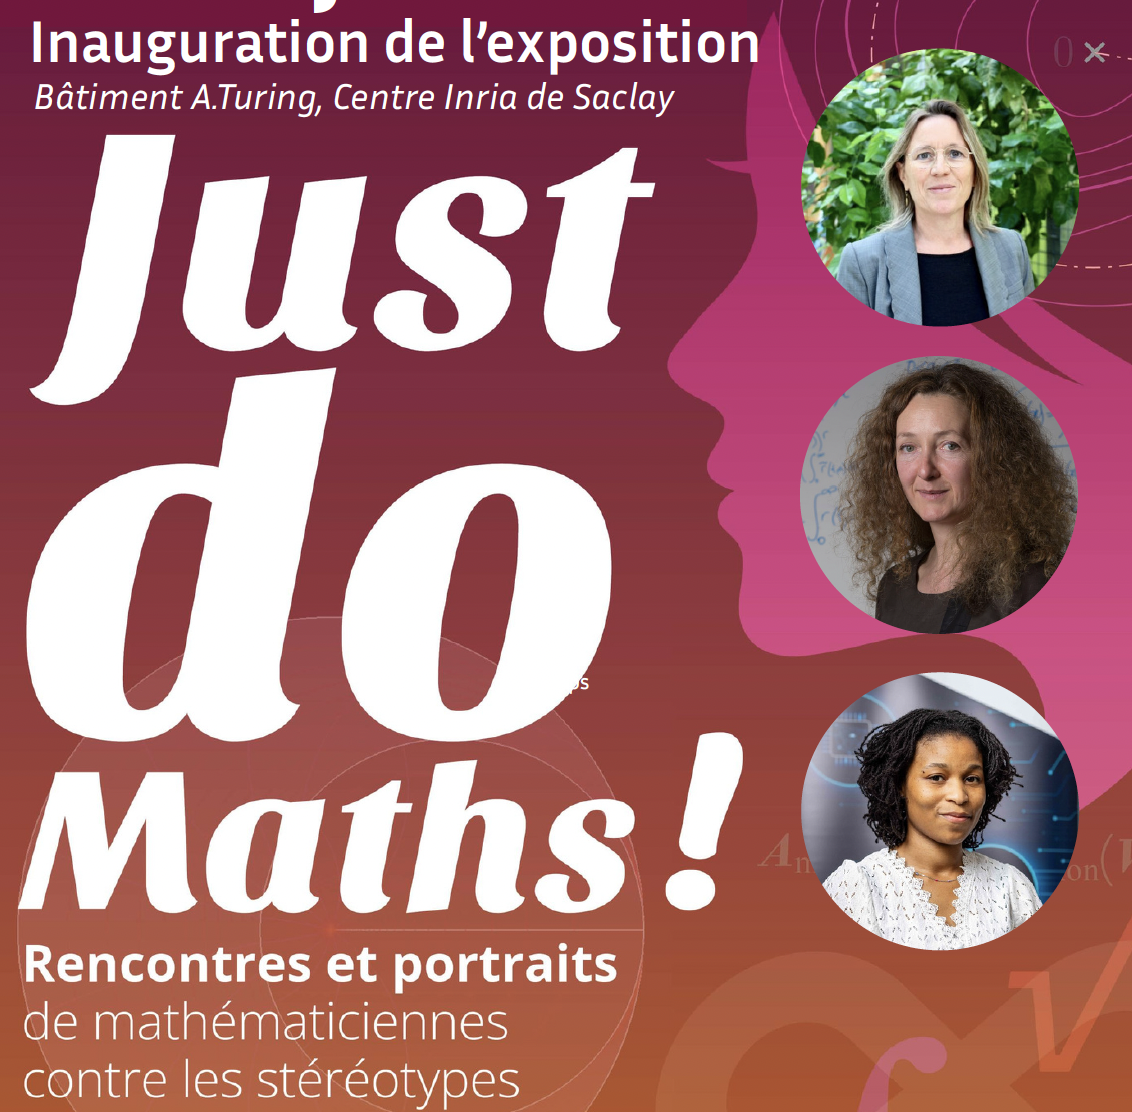 Inauguration de l'exposition
Bâtiment A.Turing, Centre Inria de Saclay
Just
do
Maths!
Rencontres et portraits
de mathématiciennes
contre les stéréotypes